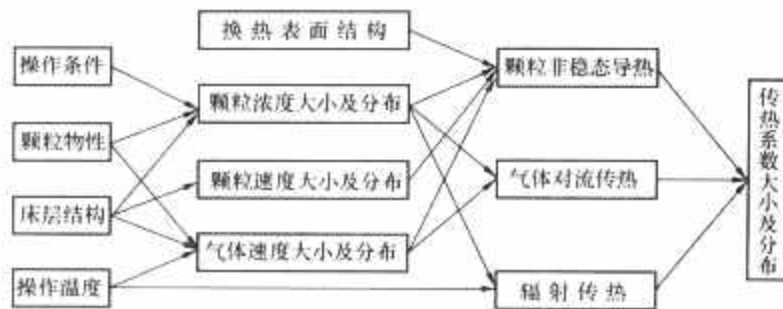 换热表面结构
操作条件
颗粒非稳态导热
颗粒浓度大小及分布
颗粒物性
颗粒速度大小及分布
气体对流传热
传热系数大小及分布
床层结构
气体速度大小及分布
操作温度
辐射传热